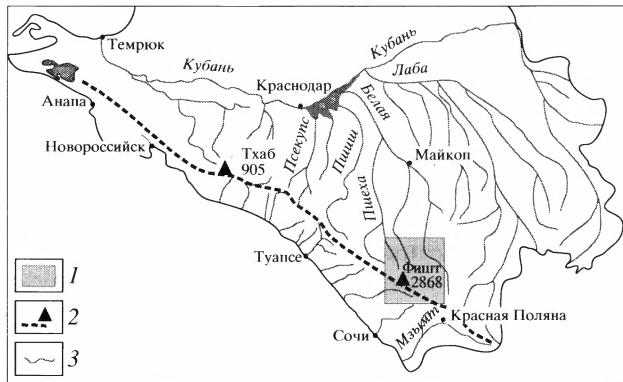 Темрюк
Кубань
Кубань
Лаба
Краснодар
Анапа
Белая
Новороссийск
Тхаб
905
Псекупс
Пшиш
Майкоп
Пшеха
Туапсе
Фишт
2868
1
2
3
Красная Поляна
Мзымт
Сочи